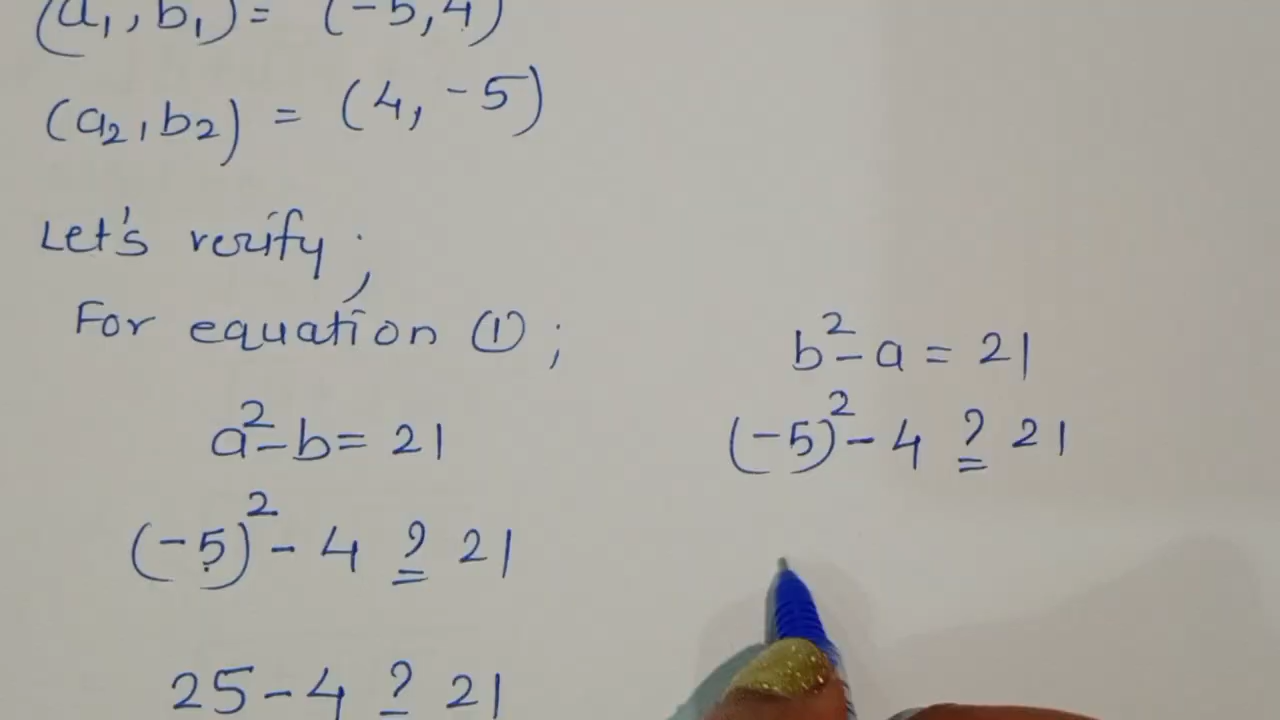 (a₁, b₁) = (-5, 4)
(a₂, b₂) = (4, -5)
Let's verify;
For equation ①;
a² - b = 21
(-5)² - 4 ≟ 21
25 - 4 ≟ 21
b² - a = 21
(-5)² - 4 ≟ 21